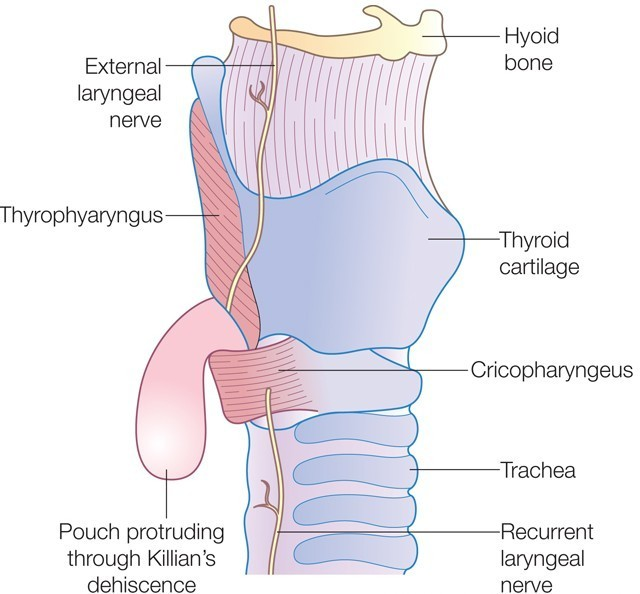 External
laryngeal
nerve
Hyoid
bone
Thyrophyaryngus
Thyroid
cartilage
Cricopharyngeus
Trachea
Pouch protruding
through Killian’s
dehiscence
Recurrent
laryngeal
nerve